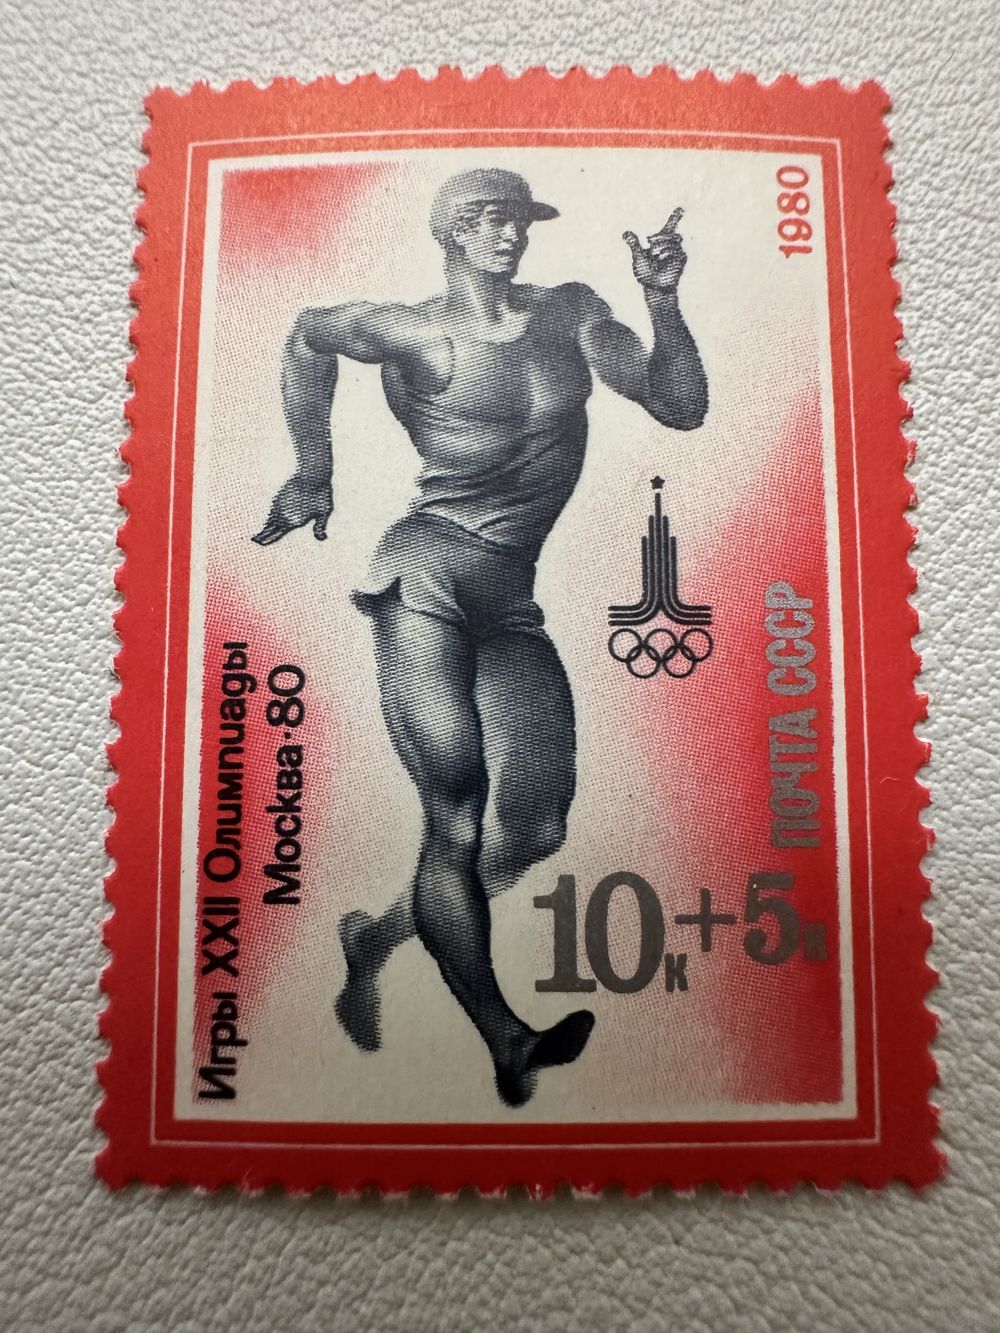 1980
Игры XXII Олимпиады
Москва·80
ПОЧТА СССР
10к+5к